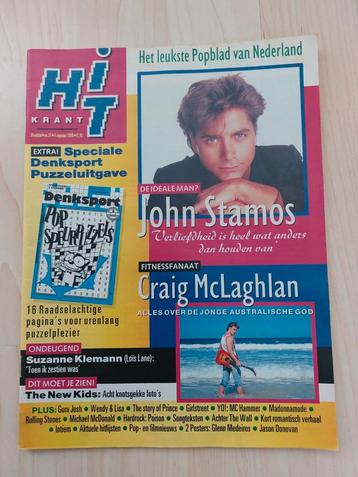 Het leukste Popblad van Nederland
HiT
KRANT
EXTRA! Speciale
Denksport
Puzzeluitgave
Denksport
POP
SPEURPUZZELS
16 Raadselachtige
pagina's voor urenlang
puzzelplezier
DE IDEALE MAN?
John Stamos
'Verliefdheid is heel wat anders
dan houden van'
FITNESSFANAAT
Craig McLaghlan
ALLES OVER DE JONGE AUSTRALISCHE GOD
ONDEUGEND
Suzanne Klemann (Loïs Lane):
'Toen ik zestien was'
DIT MOET JE ZIEN!
The New Kids: Acht knotsgekke foto's
PLUS: Guru Josh • Wendy & Lisa • The story of Prince • Girlstreet • YO!: MC Hammer • Madonnamode •
Rolling Stones • Michael McDonald • Hardrock: Poison • Songteksten • Achter The Wall • Kort romantisch verhaal
• Intiem • Aktuele hitlijsten • Pop- en filmnieuws • 2 Posters: Glenn Medeiros • Jason Donovan